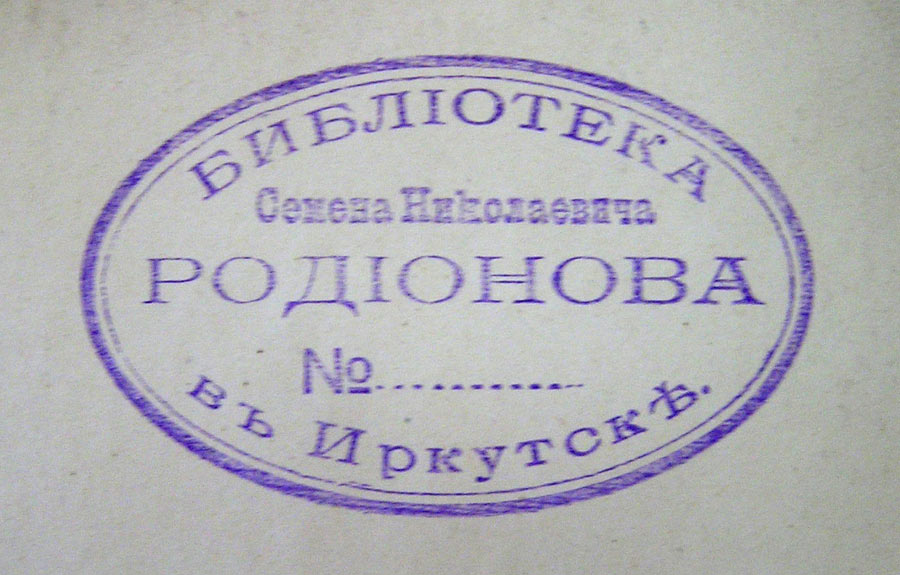 БИБЛІОТЕКА
Семена Николаевича
РОДІОНОВА
№............
въ Иркутскѣ.